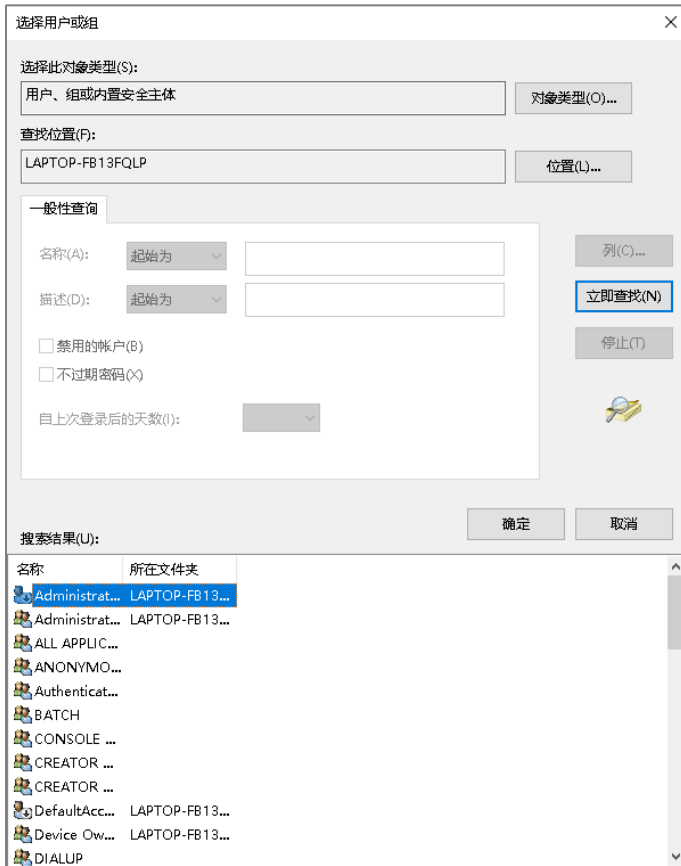 选择用户或组
选择此对象类型(S):
用户、组或内置安全主体
对象类型(O)...
查找位置(F):
LAPTOP-FB13FQLP
位置(L)...
一般性查询
名称(A):
起始为
列(C)...
描述(D):
起始为
立即查找(N)
禁用的帐户(B)
停止(T)
不过期密码(X)
自上次登录后的天数(I):
确定
取消
搜索结果(U):
名称 所在文件夹
Administrat... LAPTOP-FB13...
Administrat... LAPTOP-FB13...
ALL APPLIC...
ANONYMO...
Authenticat...
BATCH
CONSOLE ...
CREATOR ...
CREATOR ...
DefaultAcc... LAPTOP-FB13...
Device Ow... LAPTOP-FB13...
DIALUP